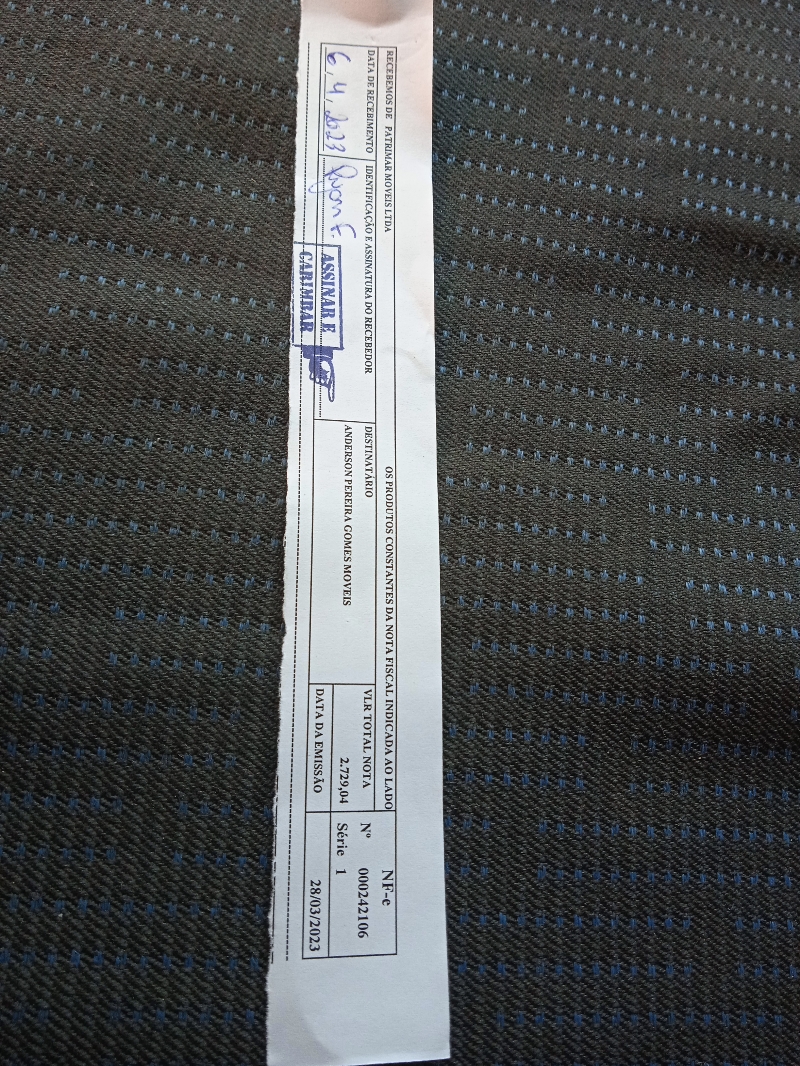 RECEBEMOS DE PATRIMAR MOVEIS LTDA OS PRODUTOS CONSTANTES DA NOTA FISCAL INDICADA AO LADO
DATA DE RECEBIMENTO
6, 4, 2023
IDENTIFICAÇÃO E ASSINATURA DO RECEBEDOR
ASSINAR E
CARIMBAR
DESTINATÁRIO
ANDERSON PEREIRA GOMES MOVEIS
VLR TOTAL NOTA
2.729,04
DATA DA EMISSÃO
NF-e
Nº 000242106
Série 1
28/03/2023